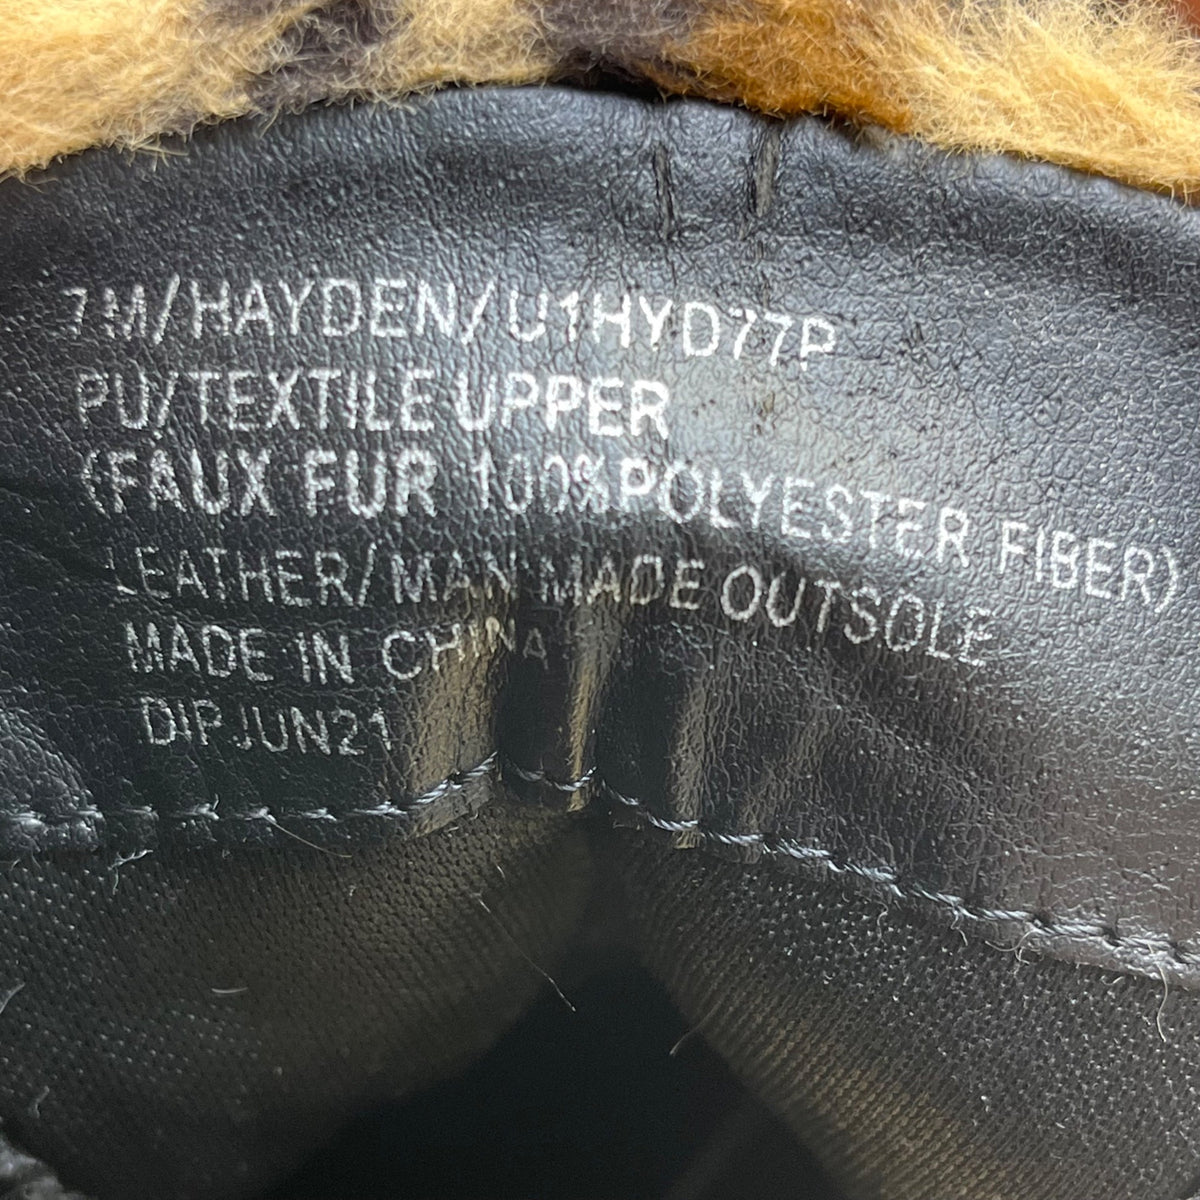 7M/HAYDEN/U1HYD77P
PU/TEXTILE UPPER
(FAUX FUR 100%POLYESTER FIBER)
LEATHER/MAN MADE OUTSOLE
MADE IN CHINA
DIPJUN21